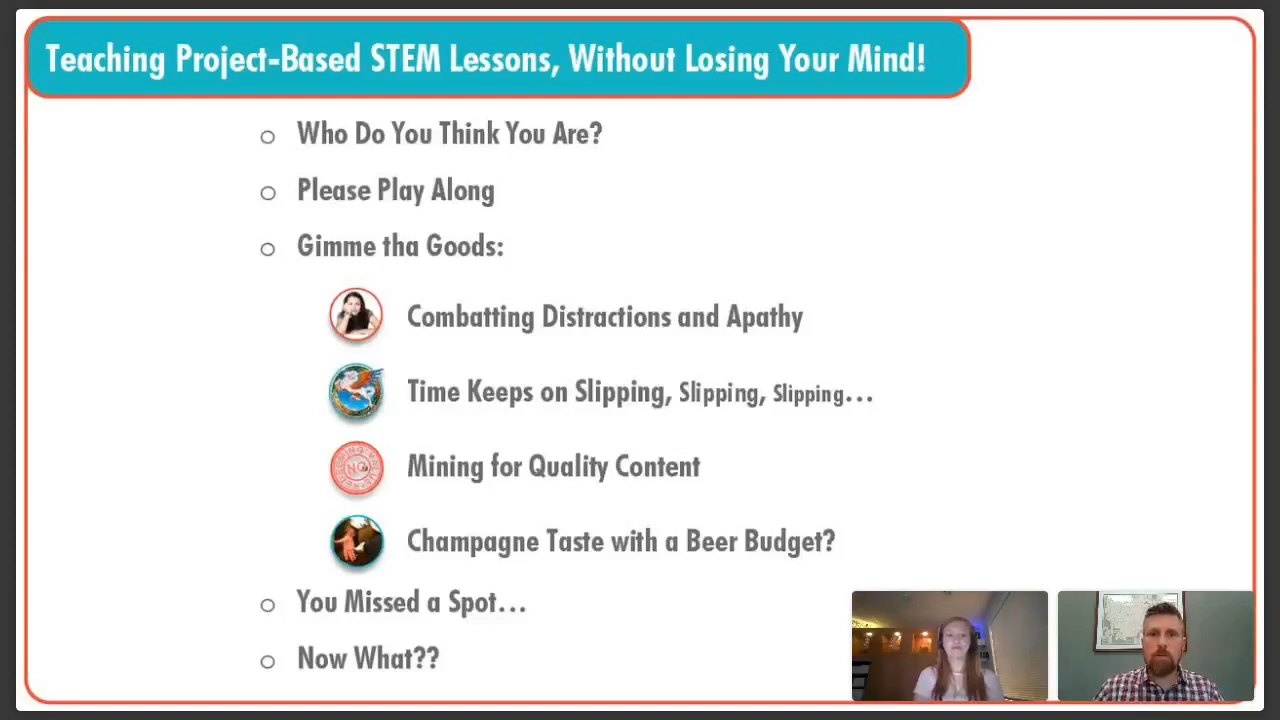 Teaching Project-Based STEM Lessons, Without Losing Your Mind!
Who Do You Think You Are?
Please Play Along
Gimme tha Goods:
Combatting Distractions and Apathy
Time Keeps on Slipping, Slipping, Slipping...
NO
Mining for Quality Content
Champagne Taste with a Beer Budget?
You Missed a Spot...
Now What??